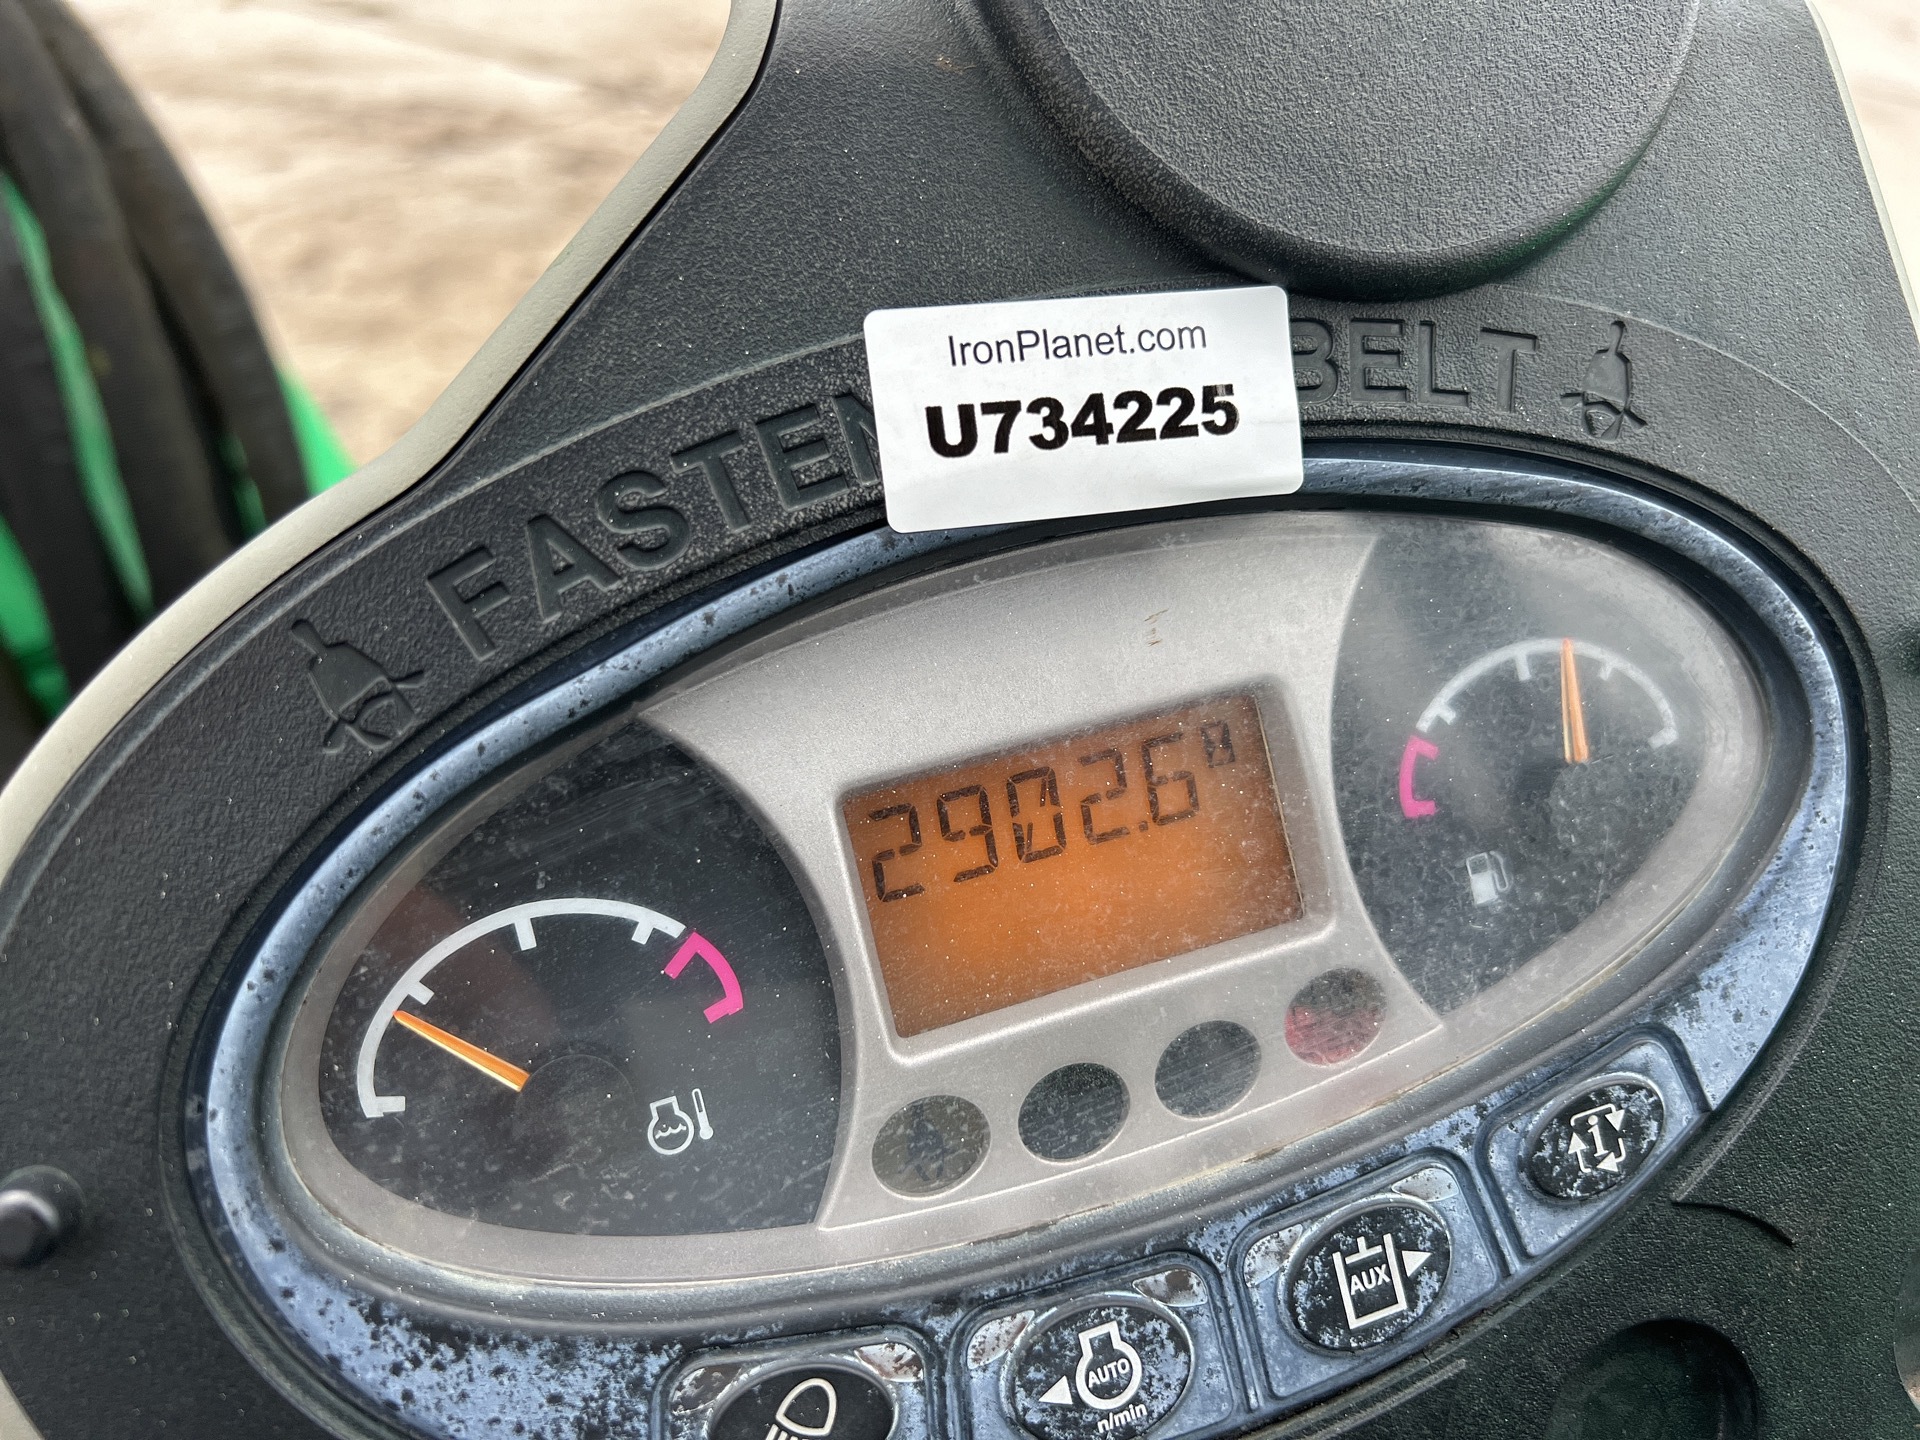 IronPlanet.com
U734225
FASTEN BELT
2902.6
AUTO
n/min
AUX
i